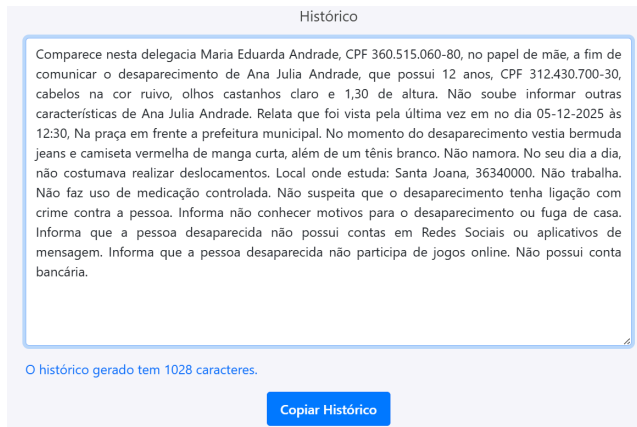 Histórico
Comparece nesta delegacia Maria Eduarda Andrade, CPF 360.515.060-80, no papel de mãe, a fim de
comunicar o desaparecimento de Ana Julia Andrade, que possui 12 anos, CPF 312.430.700-30,
cabelos na cor ruivo, olhos castanhos claro e 1,30 de altura. Não soube informar outras
características de Ana Julia Andrade. Relata que foi vista pela última vez em no dia 05-12-2025 às
12:30, Na praça em frente a prefeitura municipal. No momento do desaparecimento vestia bermuda
jeans e camiseta vermelha de manga curta, além de um tênis branco. Não namora. No seu dia a dia,
não costumava realizar deslocamentos. Local onde estuda: Santa Joana, 36340000. Não trabalha.
Não faz uso de medicação controlada. Não suspeita que o desaparecimento tenha ligação com
crime contra a pessoa. Informa não conhecer motivos para o desaparecimento ou fuga de casa.
Informa que a pessoa desaparecida não possui contas em Redes Sociais ou aplicativos de
mensagem. Informa que a pessoa desaparecida não participa de jogos online. Não possui conta
bancária.
O histórico gerado tem 1028 caracteres.
Copiar Histórico